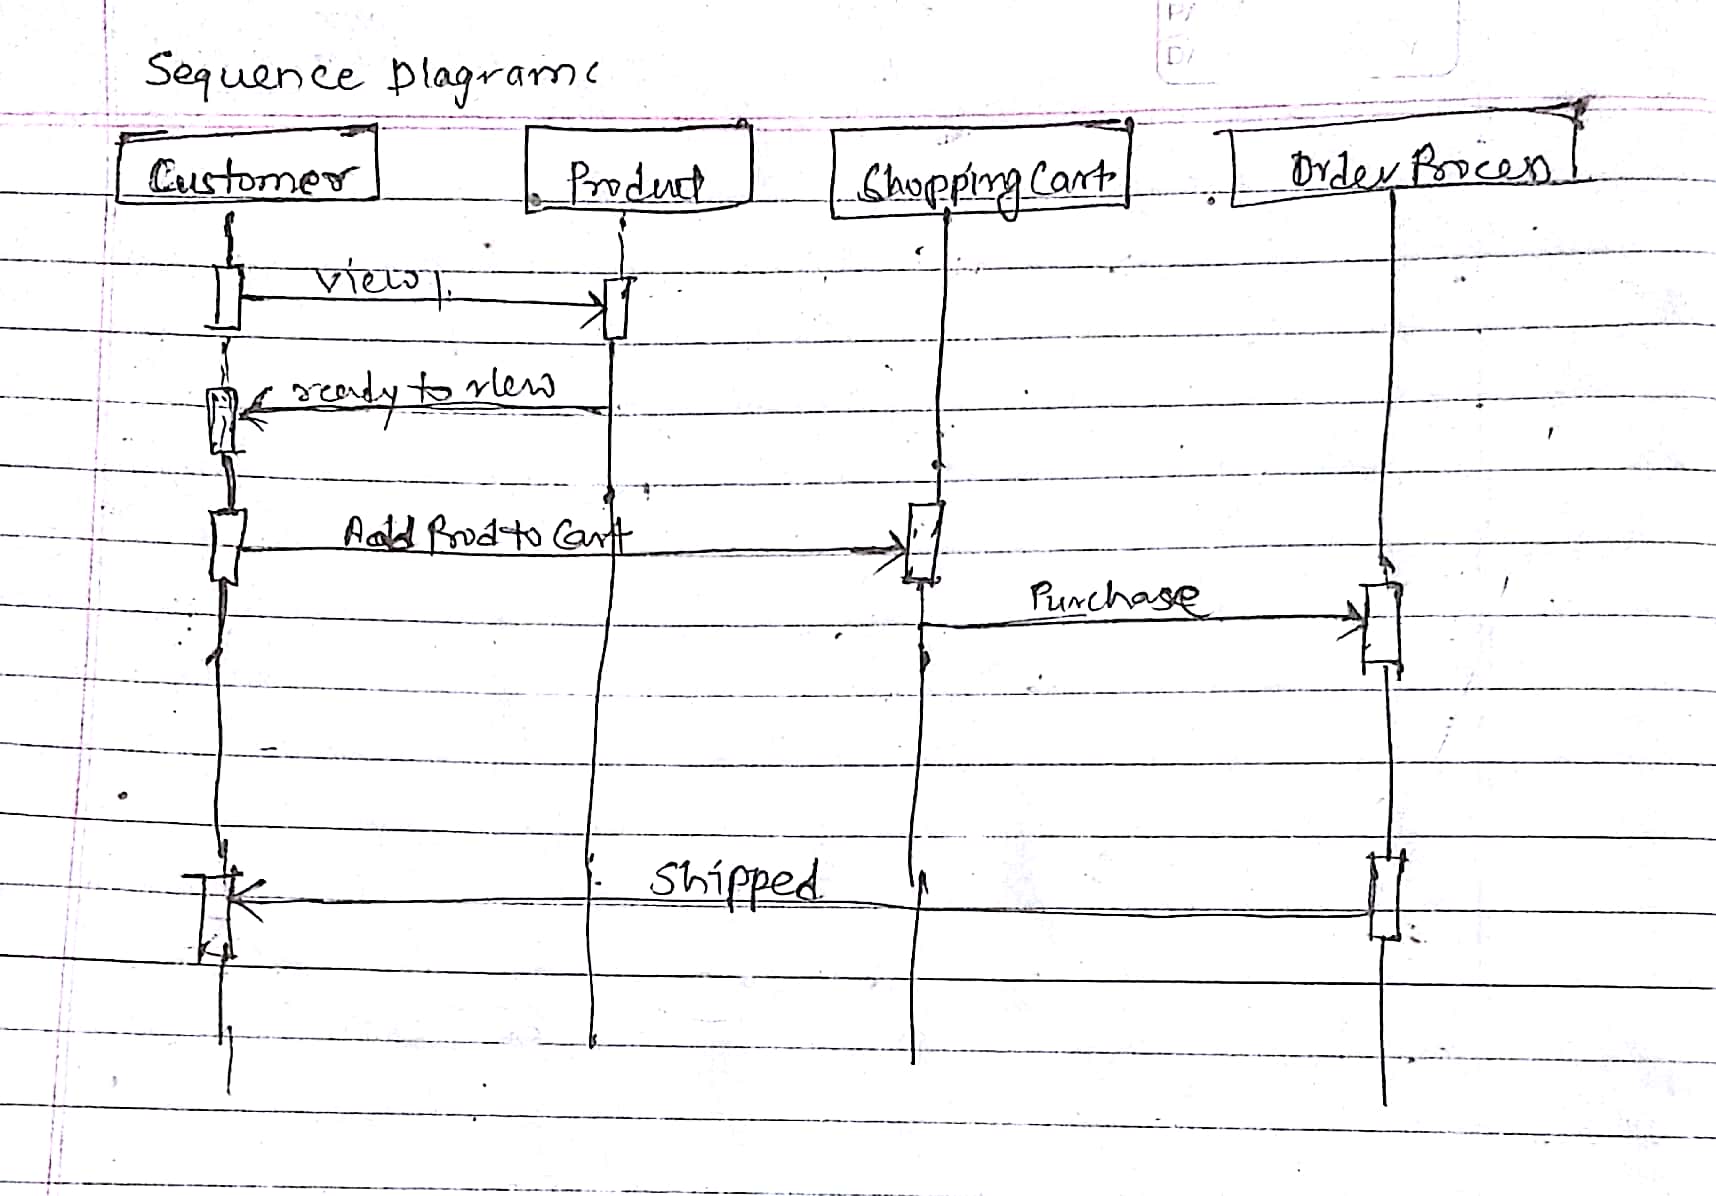 Sequence Diagram:
Customer Product Shopping Cart Order Process
view
ready to view
Add Prod to Cart
Purchase
Shipped
P/
D/